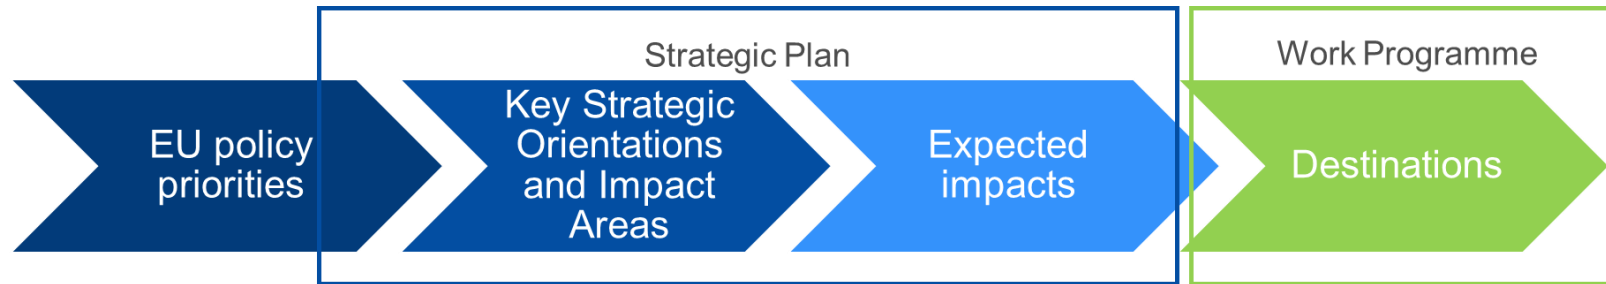 Strategic Plan
Work Programme
EU policy
priorities
Key Strategic
Orientations
and Impact
Areas
Expected
impacts
Destinations